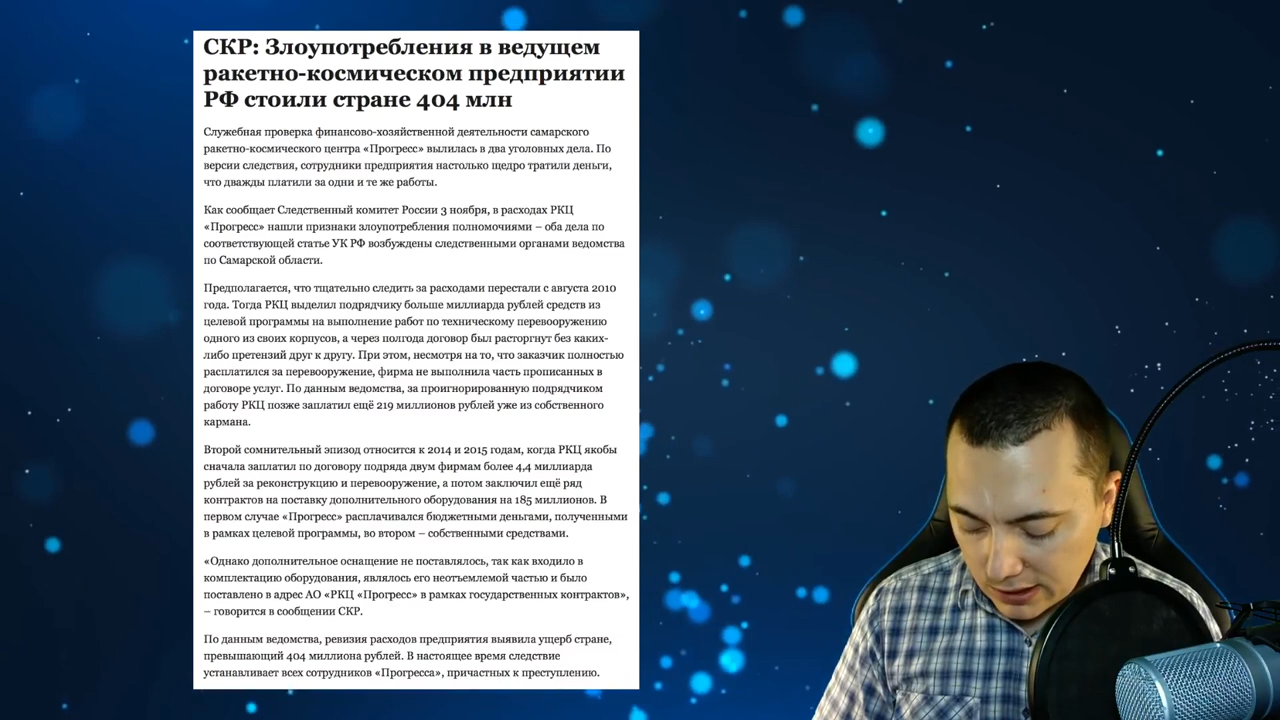 СКР: Злоупотребления в ведущем
ракетно-космическом предприятии
РФ стоили стране 404 млн
Служебная проверка финансово-хозяйственной деятельности самарского
ракетно-космического центра «Прогресс» вылилась в два уголовных дела. По
версии следствия, сотрудники предприятия настолько щедро тратили деньги,
что дважды платили за одни и те же работы.
Как сообщает Следственный комитет России 3 ноября, в расходах РКЦ
«Прогресс» нашли признаки злоупотребления полномочиями – оба дела по
соответствующей статье УК РФ возбуждены следственными органами ведомства
по Самарской области.
Предполагается, что тщательно следить за расходами перестали с августа 2010
года. Тогда РКЦ выделил подрядчику больше миллиарда рублей средств из
целевой программы на выполнение работ по техническому перевооружению
одного из своих корпусов, а через полгода договор был расторгнут без каких-
либо претензий друг к другу. При этом, несмотря на то, что заказчик полностью
расплатился за перевооружение, фирма не выполнила часть прописанных в
договоре услуг. По данным ведомства, за проигнорированную подрядчиком
работу РКЦ позже заплатил ещё 219 миллионов рублей уже из собственного
кармана.
Второй сомнительный эпизод относится к 2014 и 2015 годам, когда РКЦ якобы
сначала заплатил по договору подряда двум фирмам более 4,4 миллиарда
рублей за реконструкцию и перевооружение, а потом заключил ещё ряд
контрактов на поставку дополнительного оборудования на 185 миллионов. В
первом случае «Прогресс» расплачивался бюджетными деньгами, полученными
в рамках целевой программы, во втором – собственными средствами.
«Однако дополнительное оснащение не поставлялось, так как входило в
комплектацию оборудования, являлось его неотъемлемой частью и было
поставлено в адрес АО «РКЦ «Прогресс» в рамках государственных контрактов»,
– говорится в сообщении СКР.
По данным ведомства, ревизия расходов предприятия выявила ущерб стране,
превышающий 404 миллиона рублей. В настоящее время следствие
устанавливает всех сотрудников «Прогресса», причастных к преступлению.